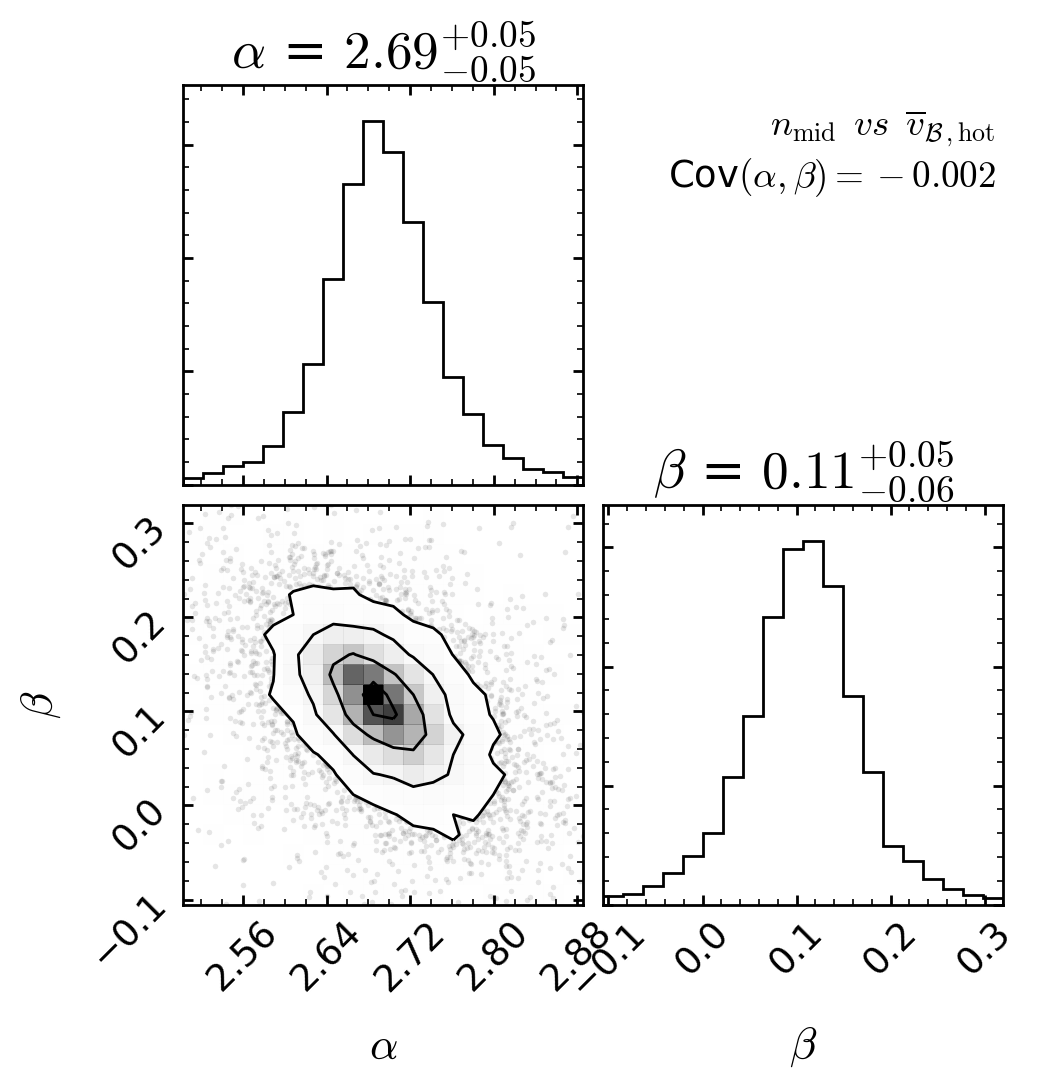 α = 2.69 +0.05 −0.05
n mid vs v̅ ℬ, hot
Cov(α, β) = − 0.002
β = 0.11 +0.05 −0.06
β
0.3
0.2
0.1
0.0
−0.1
2.56 2.64 2.72 2.80 2.88
α
−0.1 0.0 0.1 0.2 0.3
β